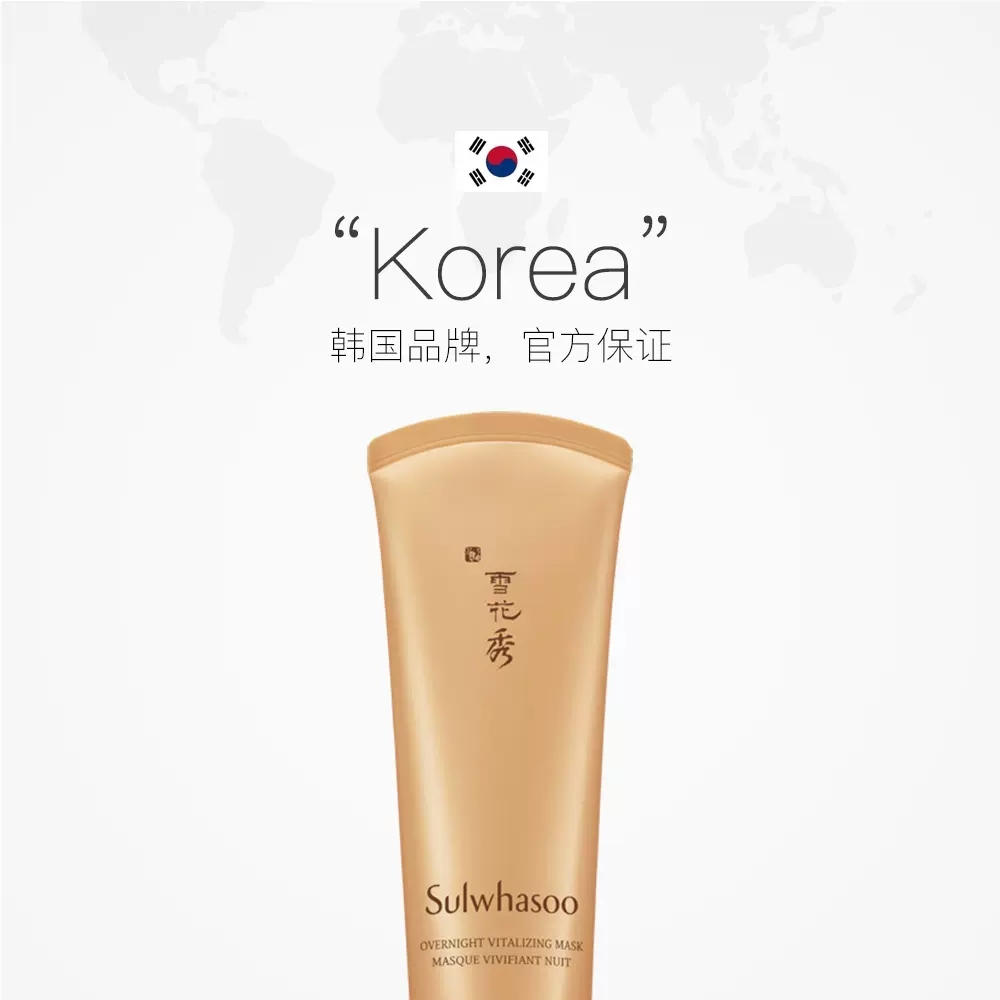 “Korea”
韩国品牌，官方保证
雪
花
秀
Sulwhasoo
OVERNIGHT VITALIZING MASK
MASQUE VIVIFIANT NUIT